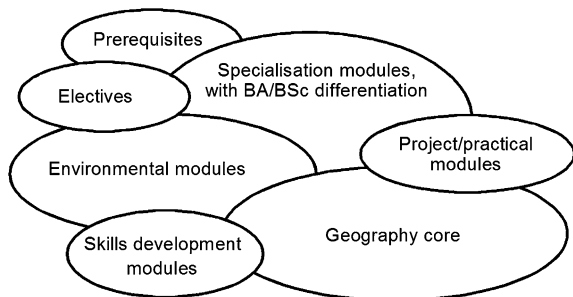 Prerequisites
Specialisation modules,
with BA/BSc differentiation
Electives
Project/practical
modules
Environmental modules
Geography core
Skills development
modules